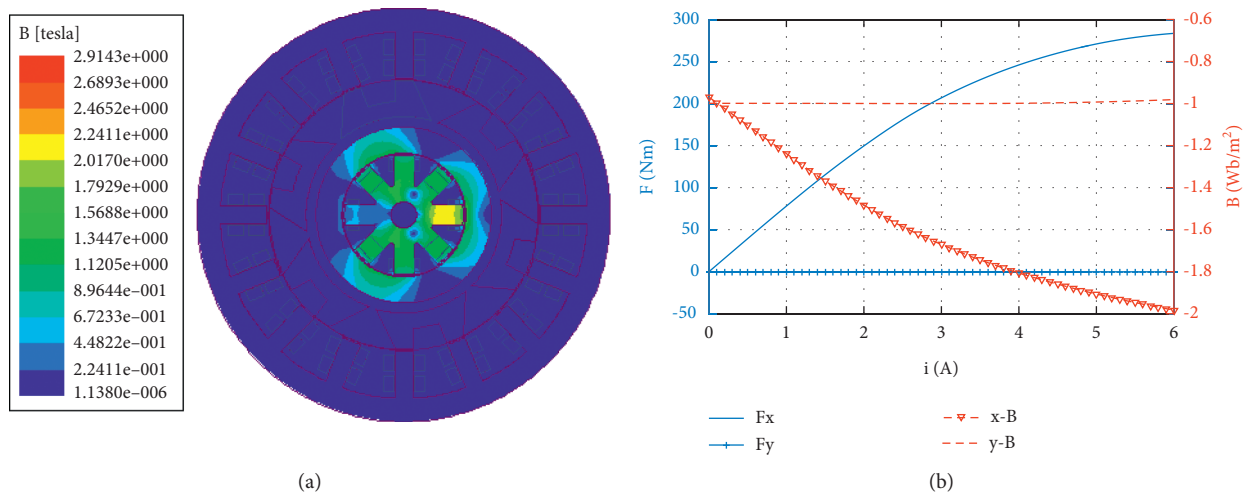 B [tesla]
2.9143e+000
2.6893e+000
2.4652e+000
2.2411e+000
2.0170e+000
1.7929e+000
1.5688e+000
1.3447e+000
1.1205e+000
8.9644e−001
6.7233e−001
4.4822e−001
2.2411e−001
1.1380e−006
(a)
300
250
200
150
100
50
0
-50
F (Nm)
-0.6
-0.8
-1
-1.2
-1.4
-1.6
-1.8
-2
B (Wb/m²)
0 1 2 3 4 5 6
i (A)
Fx x-B
Fy y-B
(b)